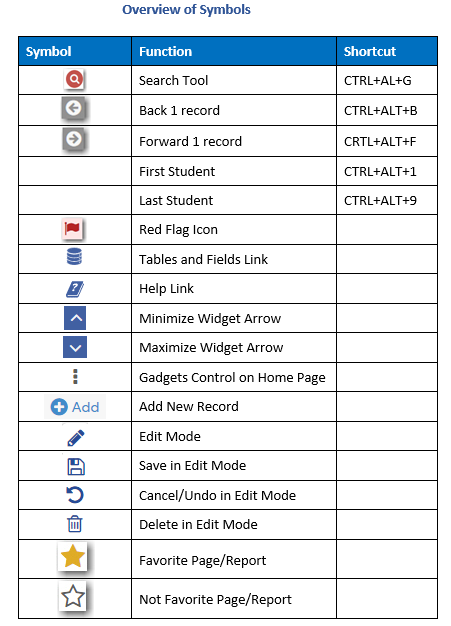 Overview of Symbols
Symbol Function Shortcut
Search Tool CTRL+AL+G
Back 1 record CTRL+ALT+B
Forward 1 record CRTL+ALT+F
First Student CTRL+ALT+1
Last Student CTRL+ALT+9
Red Flag Icon
Tables and Fields Link
? Help Link
Minimize Widget Arrow
Maximize Widget Arrow
Gadgets Control on Home Page
Add Add New Record
Edit Mode
Save in Edit Mode
Cancel/Undo in Edit Mode
Delete in Edit Mode
Favorite Page/Report
Not Favorite Page/Report